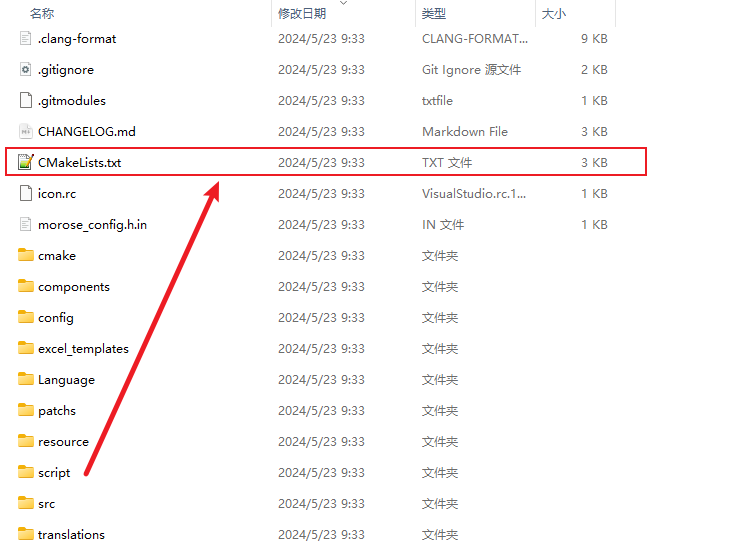 名称 修改日期 类型 大小
.clang-format 2024/5/23 9:33 CLANG-FORMAT... 9 KB
.gitignore 2024/5/23 9:33 Git Ignore 源文件 2 KB
.gitmodules 2024/5/23 9:33 txtfile 1 KB
CHANGELOG.md 2024/5/23 9:33 Markdown File 3 KB
CMakeLists.txt 2024/5/23 9:33 TXT 文件 3 KB
icon.rc 2024/5/23 9:33 VisualStudio.rc.1... 1 KB
morose_config.h.in 2024/5/23 9:33 IN 文件 1 KB
cmake 2024/5/23 9:33 文件夹
components 2024/5/23 9:33 文件夹
config 2024/5/23 9:33 文件夹
excel_templates 2024/5/23 9:33 文件夹
Language 2024/5/23 9:33 文件夹
patchs 2024/5/23 9:33 文件夹
resource 2024/5/23 9:33 文件夹
script 2024/5/23 9:33 文件夹
src 2024/5/23 9:33 文件夹
translations 2024/5/23 9:33 文件夹